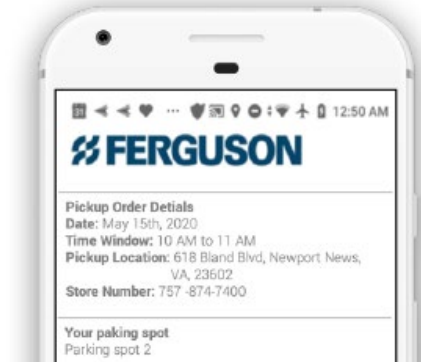 31 12:50 AM
FERGUSON
Pickup Order Detials
Date: May 15th, 2020
Time Window: 10 AM to 11 AM
Pickup Location: 618 Bland Blvd, Newport News,
VA, 23602
Store Number: 757 -874-7400
Your paking spot
Parking spot 2